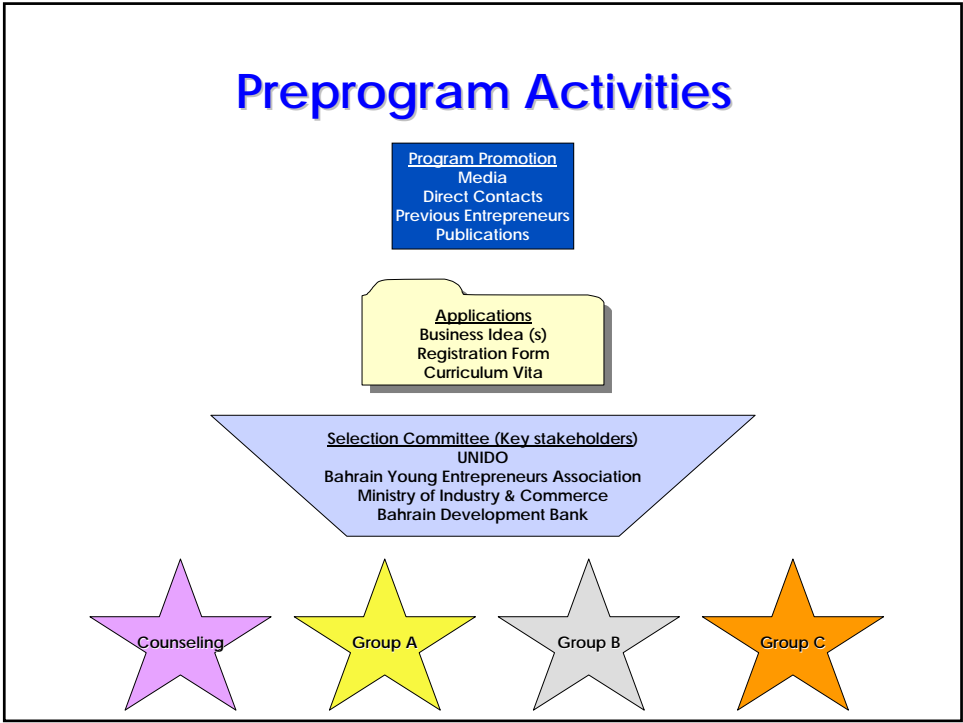 Preprogram Activities
Program Promotion
Media
Direct Contacts
Previous Entrepreneurs
Publications
Applications
Business Idea (s)
Registration Form
Curriculum Vita
Selection Committee (Key stakeholders)
UNIDO
Bahrain Young Entrepreneurs Association
Ministry of Industry & Commerce
Bahrain Development Bank
Counseling
Group A
Group B
Group C